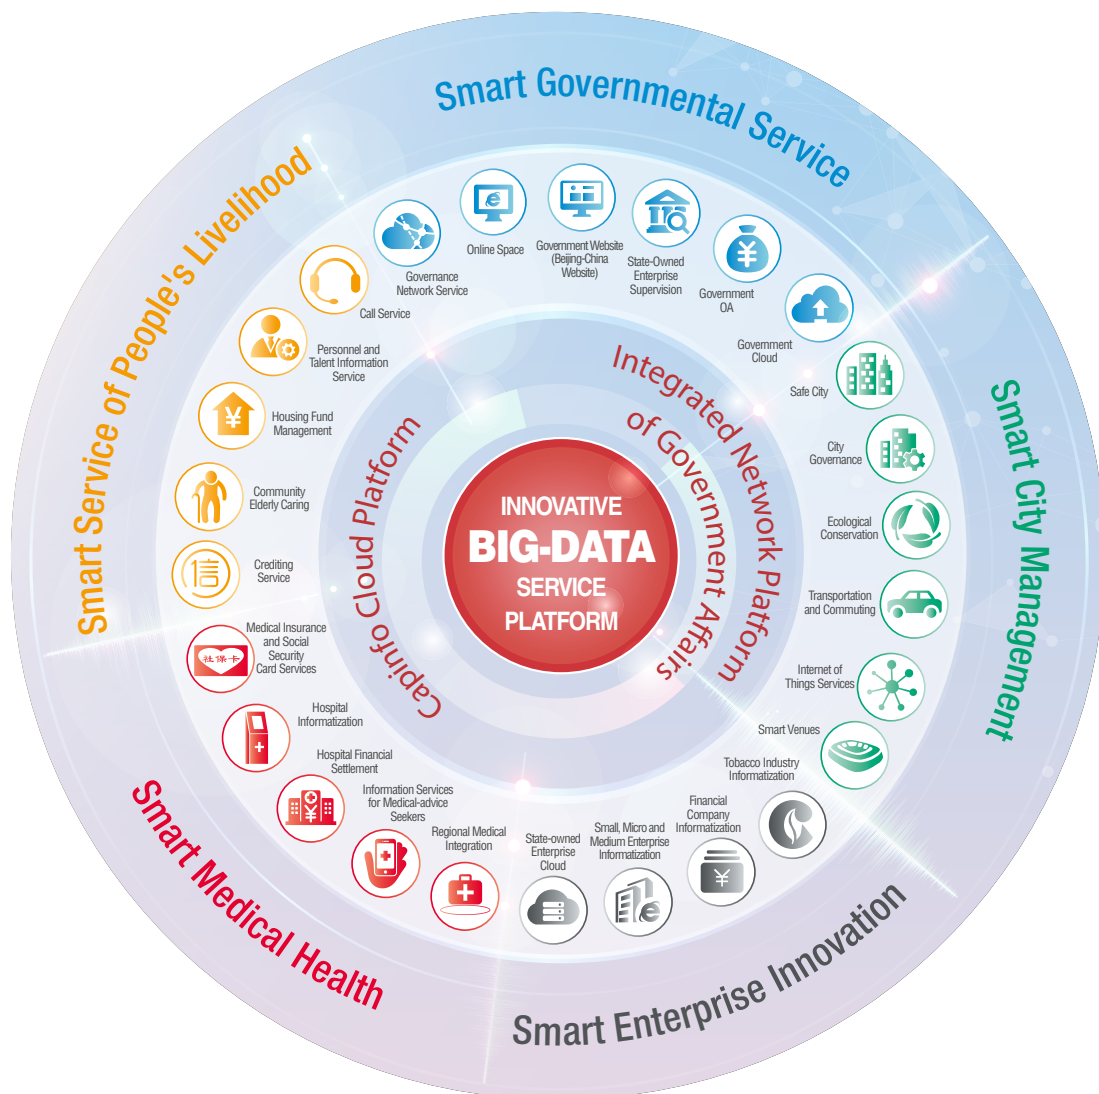 Smart Governmental Service
Smart Service of People's Livelihood
Smart City Management
Smart Medical Health
Smart Enterprise Innovation
Governance
Network Service
Online Space
Government Website
(Beijing-China
Website)
State-Owned
Enterprise
Supervision
Government
OA
Government
Cloud
Safe City
City
Governance
Ecological
Conservation
Transportation
and Commuting
Internet of
Things Services
Smart Venues
Tobacco Industry
Informatization
Financial
Company
Informatization
Small, Micro and
Medium Enterprise
Informatization
State-owned
Enterprise
Cloud
Regional Medical
Integration
Information Services
for Medical-advice
Seekers
Hospital Financial
Settlement
Hospital
Informatization
Medical Insurance
and Social
Security
Card Services
社保卡
Crediting
Service
信
Community
Elderly Caring
Housing Fund
Management
¥
Personnel and
Talent Information
Service
Call Service
Capinfo Cloud Platform
Integrated Network Platform
of Government Affairs
INNOVATIVE
BIG-DATA
SERVICE
PLATFORM
e
¥
¥
e
¥